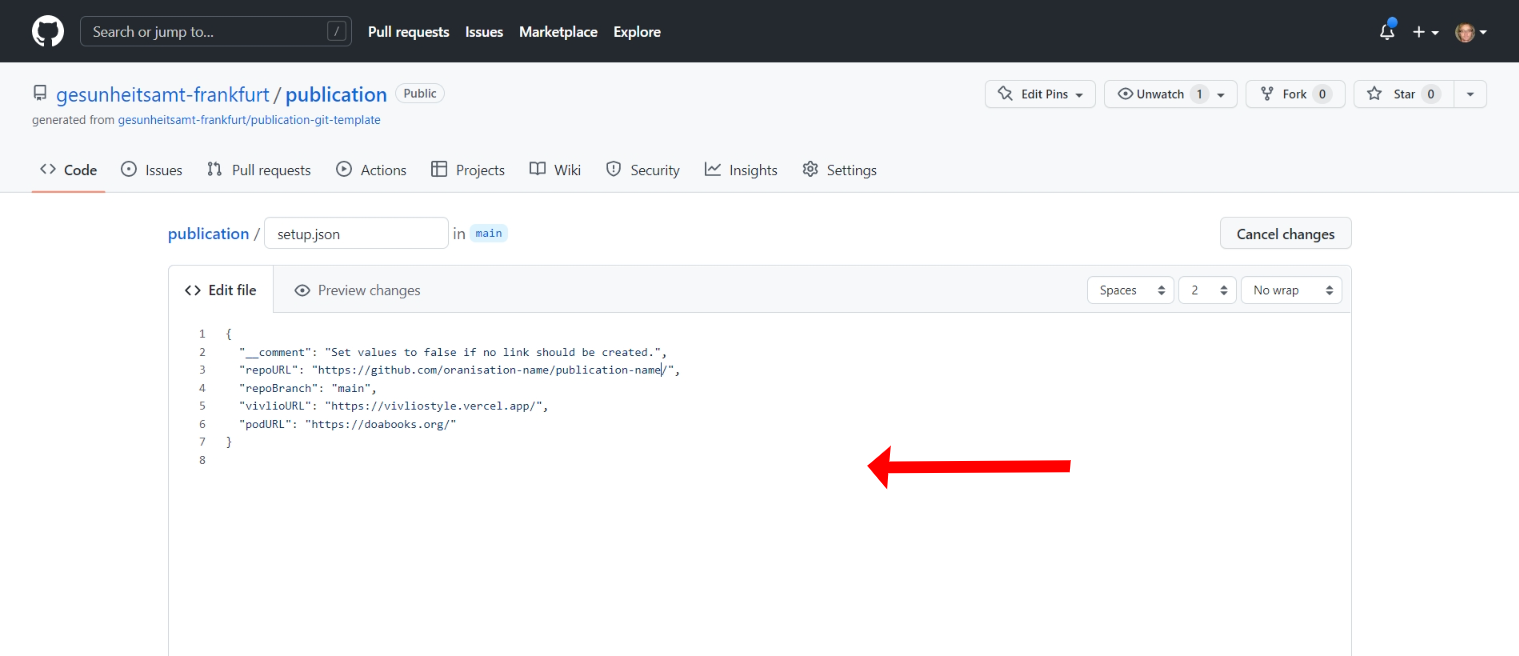 Search or jump to... /
Pull requests Issues Marketplace Explore
gesunheitsamt-frankfurt / publication Public
generated from gesunheitsamt-frankfurt/publication-git-template
Edit Pins Unwatch 1 Fork 0 Star 0
Code Issues Pull requests Actions Projects Wiki Security Insights Settings
publication / setup.json in main Cancel changes
Edit file Preview changes Spaces 2 No wrap
1 {
2 "__comment": "Set values to false if no link should be created.",
3 "repoURL": "https://github.com/oranisation-name/publication-name/",
4 "repoBranch": "main",
5 "vivlioURL": "https://vivliostyle.vercel.app/",
6 "podURL": "https://doabooks.org/"
7 }
8